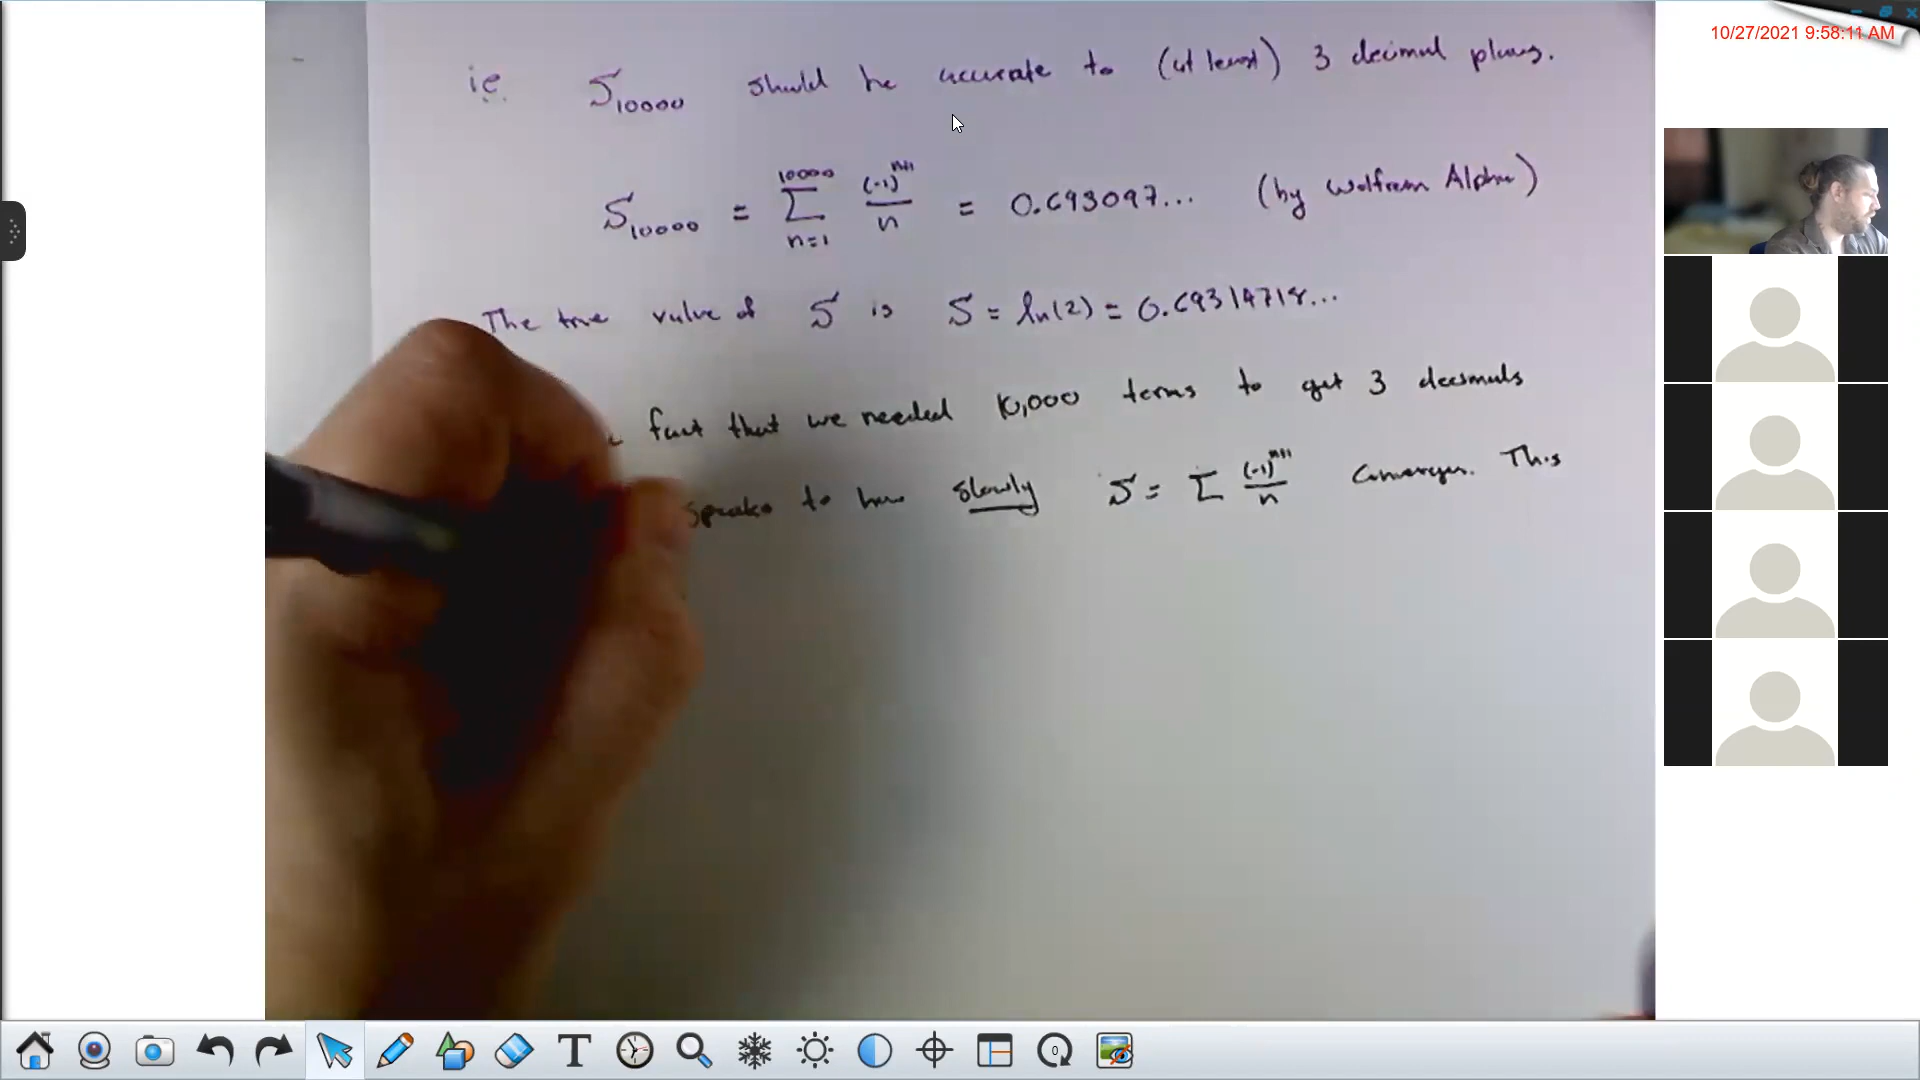 10/27/2021 9:58:11 AM
ie. S₁₀₀₀₀ should be accurate to (at least) 3 decimal places.
S₁₀₀₀₀ = ∑_{n=1}^{10000} (-1)^{n+1}/n = 0.693097... (by Wolfram Alpha)
The true value of S is S = ln(2) = 0.69314718...
fact that we needed 10,000 terms to get 3 decimals
speaks to how slowly S = ∑ (-1)^{n+1}/n converges. This
T
0